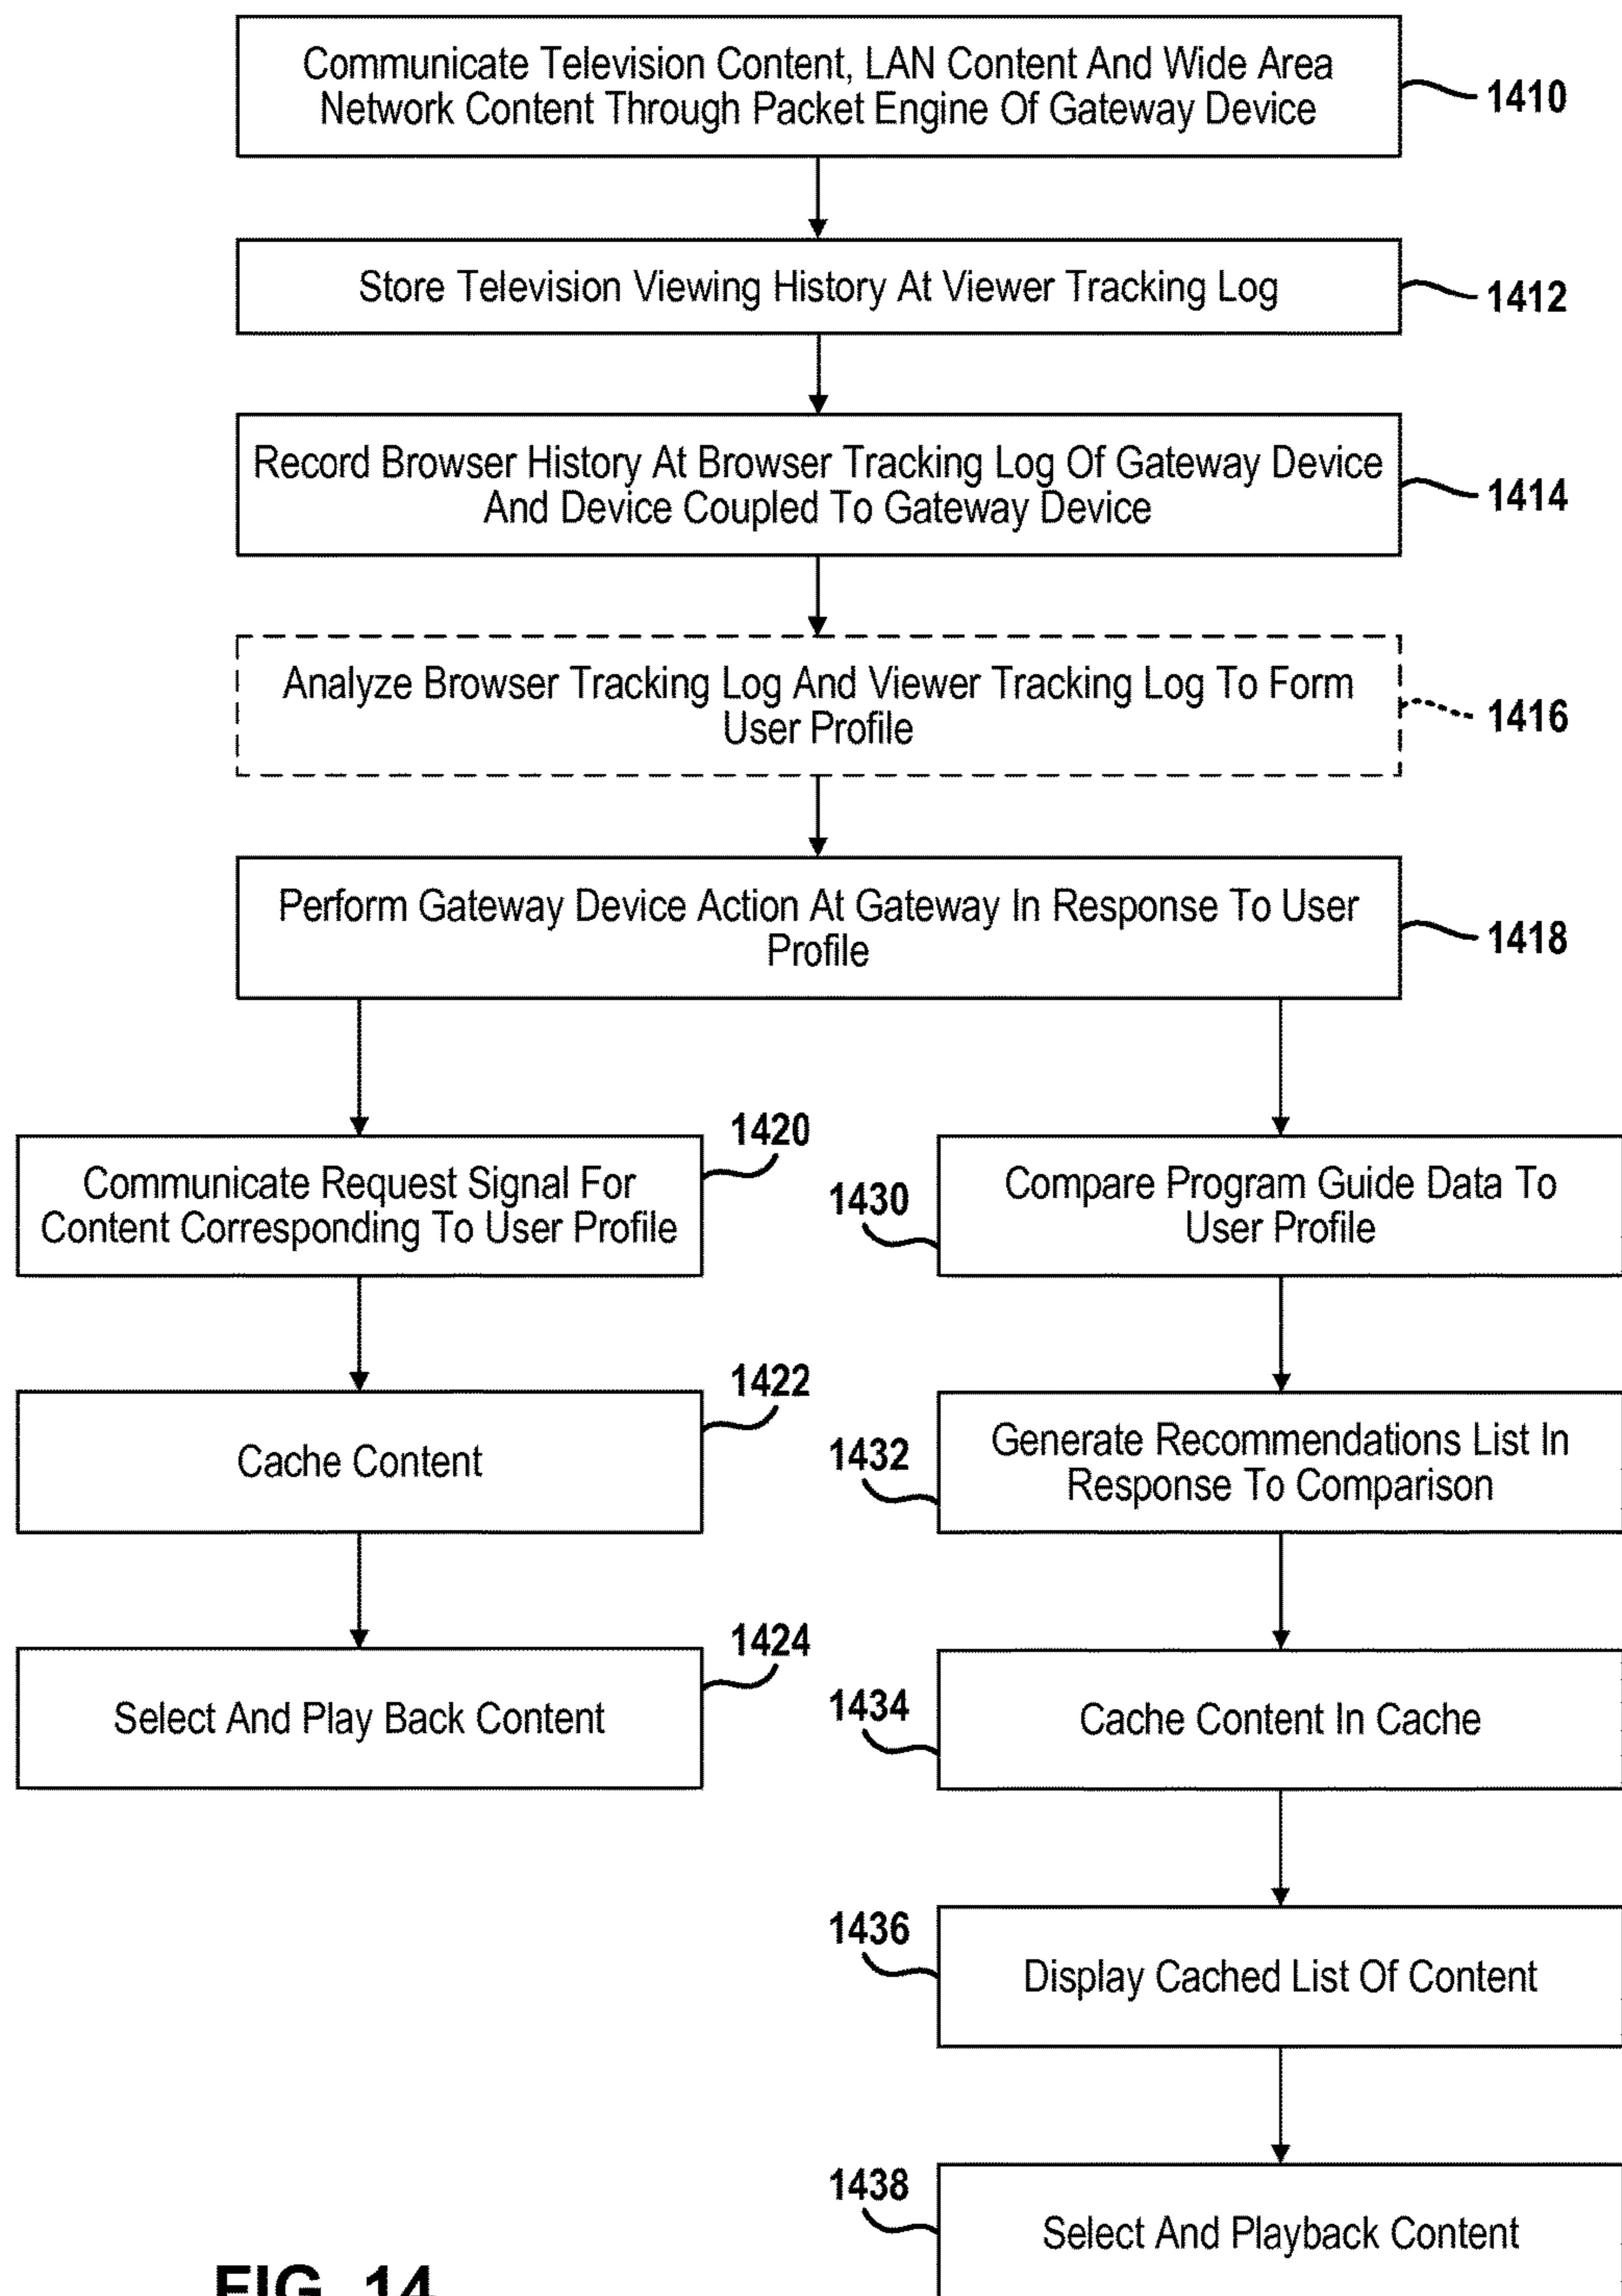 Communicate Television Content, LAN Content And Wide Area
Network Content Through Packet Engine Of Gateway Device
1410
Store Television Viewing History At Viewer Tracking Log
1412
Record Browser History At Browser Tracking Log Of Gateway Device
And Device Coupled To Gateway Device
1414
Analyze Browser Tracking Log And Viewer Tracking Log To Form
User Profile
1416
Perform Gateway Device Action At Gateway In Response To User
Profile
1418
1420
Communicate Request Signal For
Content Corresponding To User Profile
1422
Cache Content
1424
Select And Play Back Content
1430
Compare Program Guide Data To
User Profile
1432
Generate Recommendations List In
Response To Comparison
1434
Cache Content In Cache
1436
Display Cached List Of Content
1438
Select And Playback Content
FIG. 14